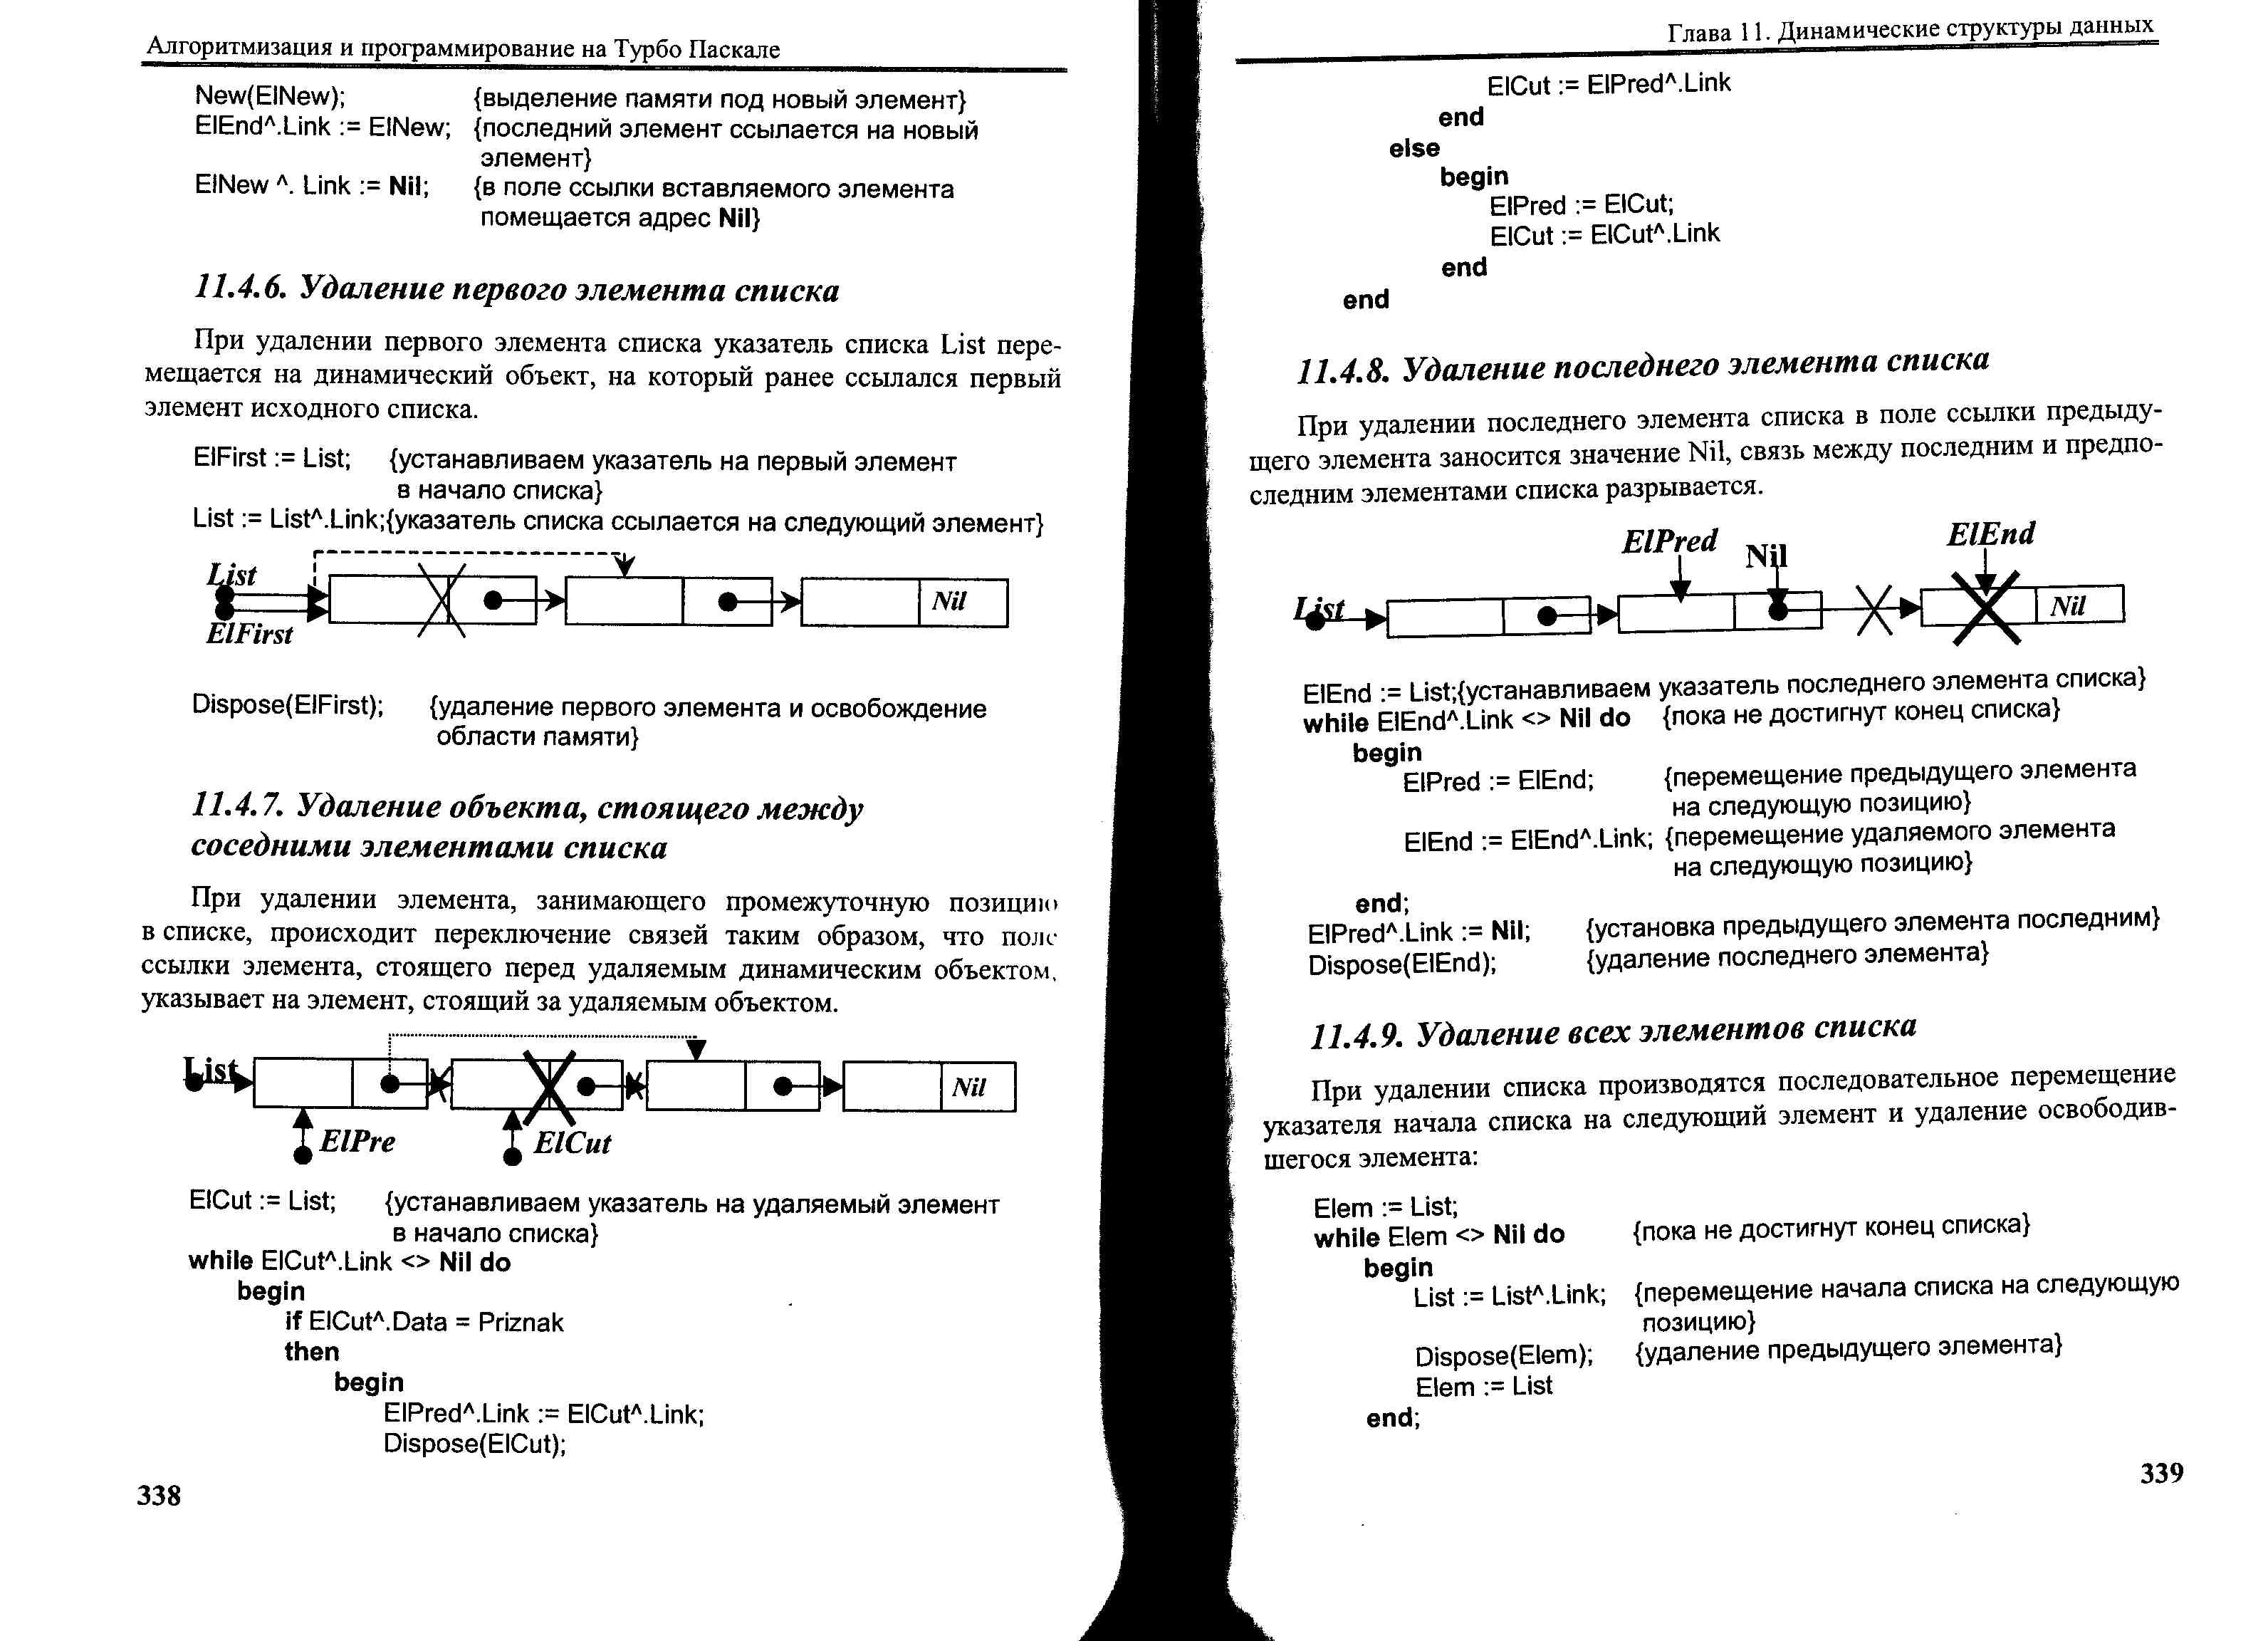 Алгоритмизация и программирование на Турбо Паскале
New(ElNew); {выделение памяти под новый элемент}
ElEnd^.Link := ElNew; {последний элемент ссылается на новый
элемент}
ElNew ^. Link := Nil; {в поле ссылки вставляемого элемента
помещается адрес Nil}
11.4.6. Удаление первого элемента списка
При удалении первого элемента списка указатель списка List пере-
мещается на динамический объект, на который ранее ссылался первый
элемент исходного списка.
ElFirst := List; {устанавливаем указатель на первый элемент
в начало списка}
List := List^.Link;{указатель списка ссылается на следующий элемент}
List
Nil
ElFirst
Dispose(ElFirst); {удаление первого элемента и освобождение
области памяти}
11.4.7. Удаление объекта, стоящего между
соседними элементами списка
При удалении элемента, занимающего промежуточную позицию
в списке, происходит переключение связей таким образом, что поле
ссылки элемента, стоящего перед удаляемым динамическим объектом,
указывает на элемент, стоящий за удаляемым объектом.
List
Nil
ElPre ElCut
ElCut := List; {устанавливаем указатель на удаляемый элемент
в начало списка}
while ElCut^.Link <> Nil do
begin
if ElCut^.Data = Priznak
then
begin
ElPred^.Link := ElCut^.Link;
Dispose(ElCut);
338
Глава 11. Динамические структуры данных
ElCut := ElPred^.Link
end
else
begin
ElPred := ElCut;
ElCut := ElCut^.Link
end
end
11.4.8. Удаление последнего элемента списка
При удалении последнего элемента списка в поле ссылки предыду-
щего элемента заносится значение Nil, связь между последним и предпо-
следним элементами списка разрывается.
ElPred Nil ElEnd
List Nil
ElEnd := List;{устанавливаем указатель последнего элемента списка}
while ElEnd^.Link <> Nil do {пока не достигнут конец списка}
begin
ElPred := ElEnd; {перемещение предыдущего элемента
на следующую позицию}
ElEnd := ElEnd^.Link; {перемещение удаляемого элемента
на следующую позицию}
end;
ElPred^.Link := Nil; {установка предыдущего элемента последним}
Dispose(ElEnd); {удаление последнего элемента}
11.4.9. Удаление всех элементов списка
При удалении списка производятся последовательное перемещение
указателя начала списка на следующий элемент и удаление освободив-
шегося элемента:
Elem := List;
while Elem <> Nil do {пока не достигнут конец списка}
begin
List := List^.Link; {перемещение начала списка на следующую
позицию}
Dispose(Elem); {удаление предыдущего элемента}
Elem := List
end;
339